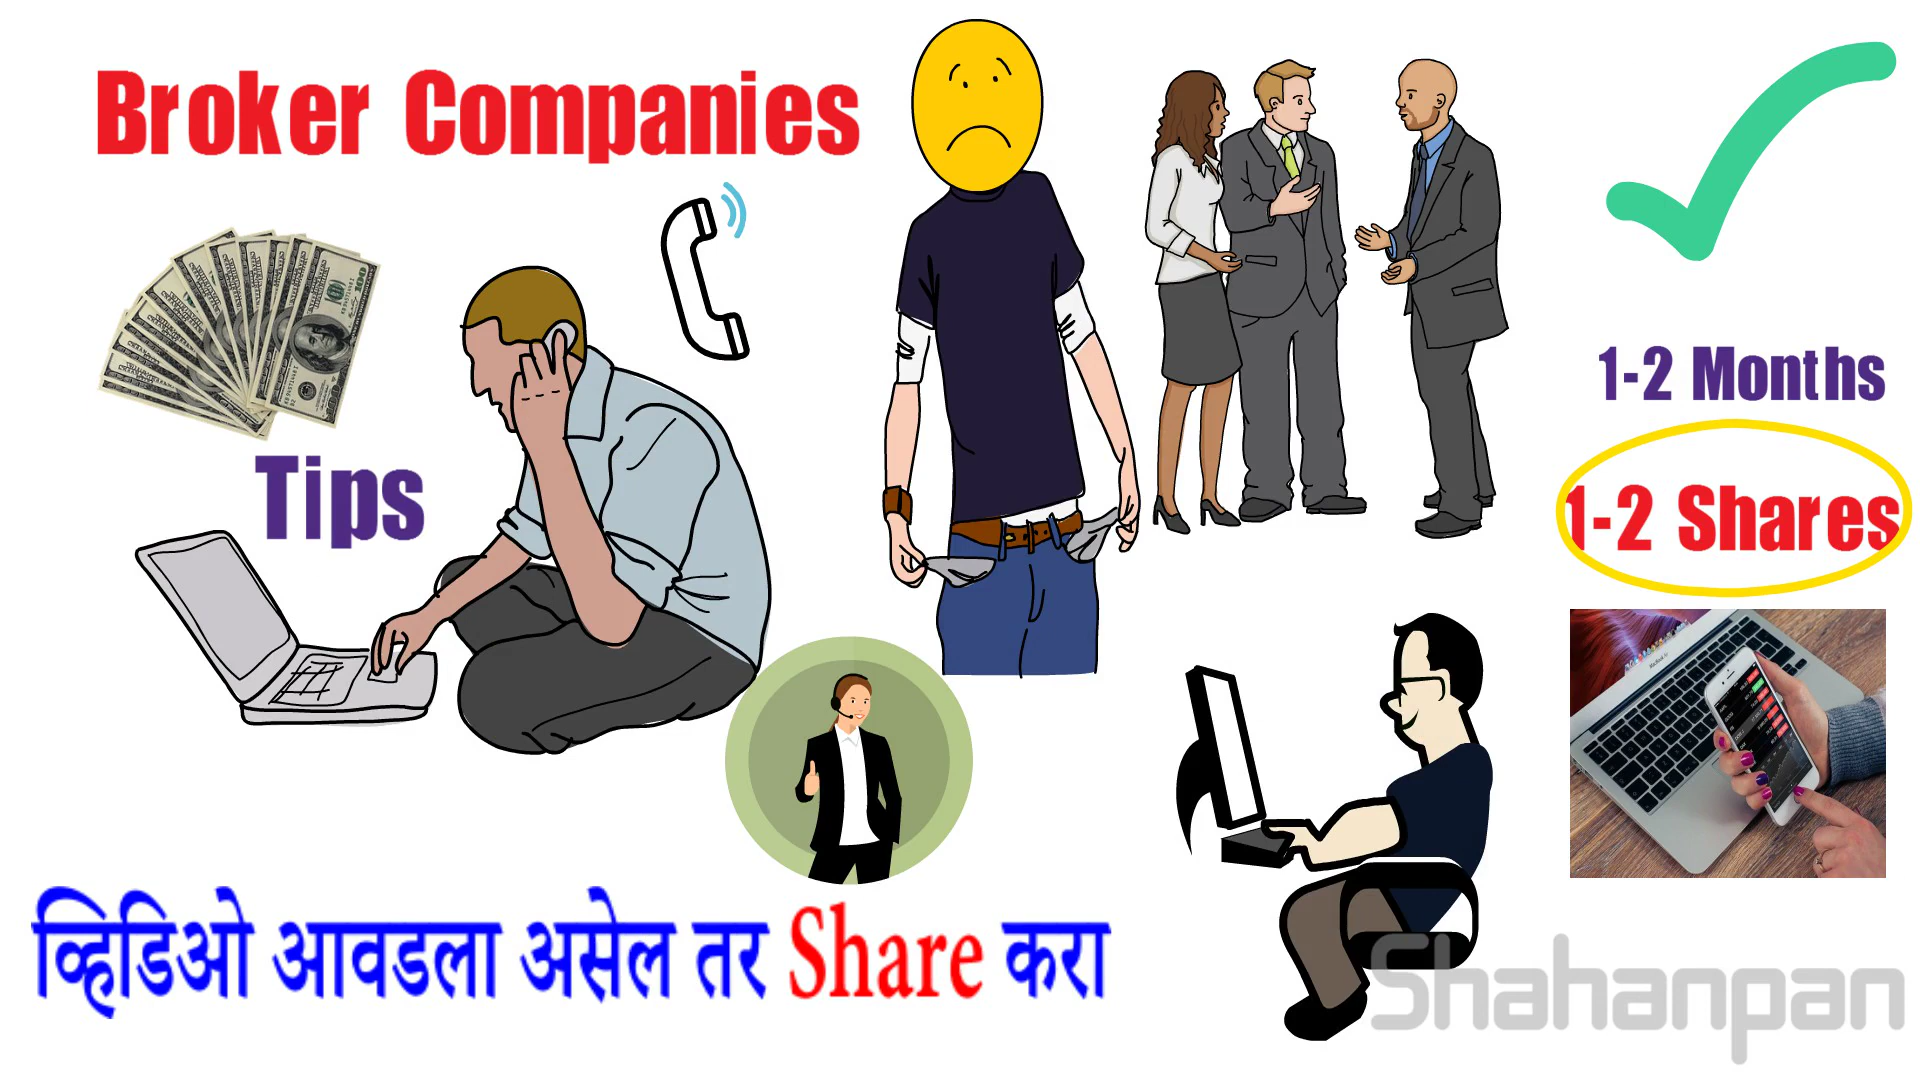 Broker Companies
Tips
1-2 Months
1-2 Shares
व्हिडिओ आवडला असेल तर Share करा
Shahanpan